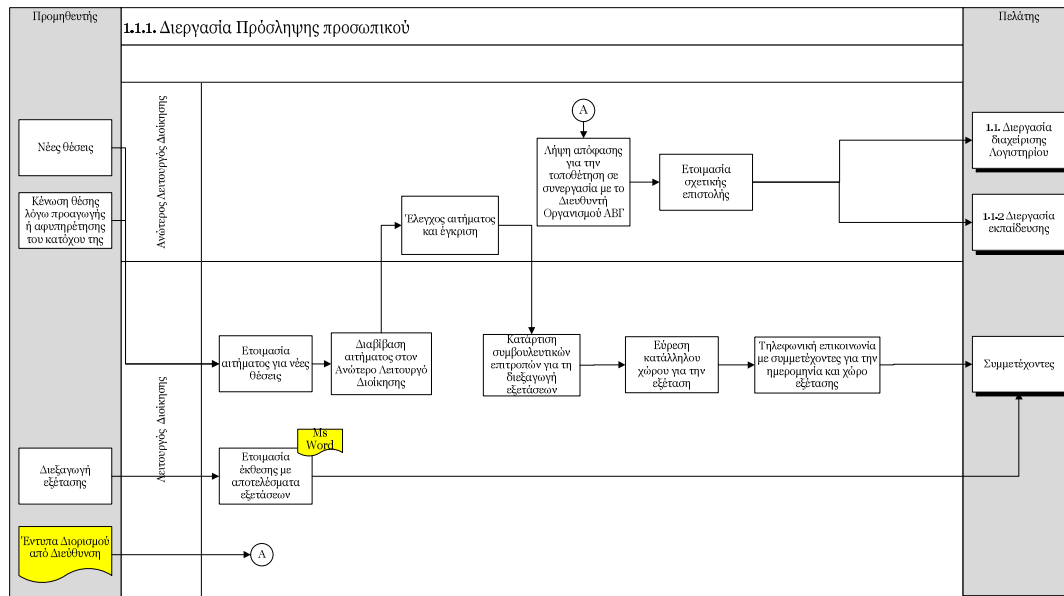 Προμηθευτής
1.1.1. Διεργασία Πρόσληψης προσωπικού
Πελάτης
Ανώτερος Λειτουργός Διοίκησης
Νέες θέσεις
Κένωση θέσης
λόγω προαγωγής
ή αφυπηρέτησης
του κατόχου της
Έλεγχος αιτήματος
και έγκριση
A
Λήψη απόφασης
για την
τοποθέτηση σε
συνεργασία με το
Διευθυντή
Οργανισμού ΑΒΓ
Ετοιμασία
σχετικής
επιστολής
1.1. Διεργασία
διαχείρισης
Λογιστηρίου
1.1.2 Διεργασία
εκπαίδευσης
Λειτουργός Διοίκησης
Ετοιμασία
αιτήματος για νέες
θέσεις
Διαβίβαση
αιτήματος στον
Ανώτερο Λειτουργό
Διοίκησης
Κατάρτιση
συμβουλευτικών
επιτροπών για τη
διεξαγωγή
εξετάσεων
Εύρεση
κατάλληλου
χώρου για την
εξέταση
Τηλεφωνική επικοινωνία
με συμμετέχοντες για την
ημερομηνία και χώρο
εξέτασης
Συμμετέχοντες
Διεξαγωγή
εξέτασης
Ms
Word
Ετοιμασία
έκθεσης με
αποτελέσματα
εξετάσεων
Έντυπα Διορισμού
από Διεύθυνση
A